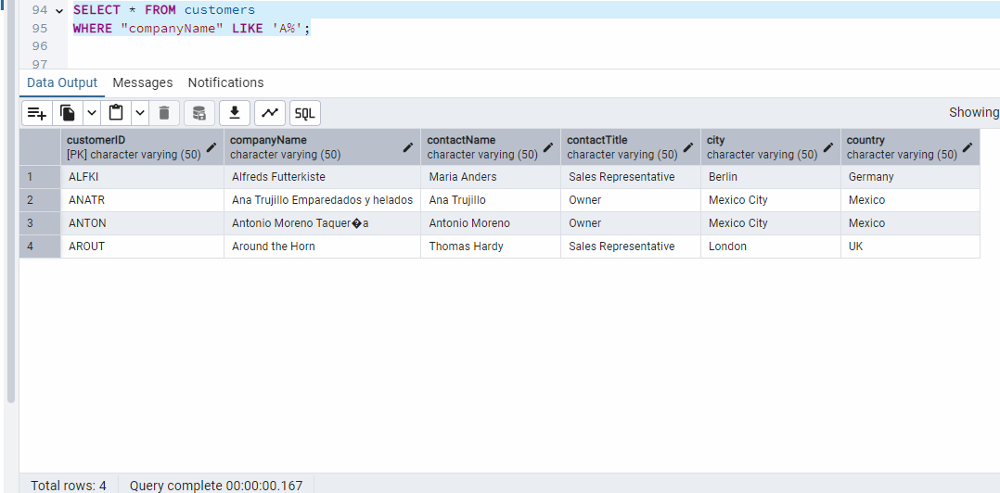 94 SELECT * FROM customers
95 WHERE "companyName" LIKE 'A%';
96
97
Data Output Messages Notifications
SQL Showing
customerID companyName contactName contactTitle city country
[PK] character varying (50) character varying (50) character varying (50) character varying (50) character varying (50) character varying (50)
1 ALFKI Alfreds Futterkiste Maria Anders Sales Representative Berlin Germany
2 ANATR Ana Trujillo Emparedados y helados Ana Trujillo Owner Mexico City Mexico
3 ANTON Antonio Moreno Taquer�a Antonio Moreno Owner Mexico City Mexico
4 AROUT Around the Horn Thomas Hardy Sales Representative London UK
Total rows: 4 Query complete 00:00:00.167